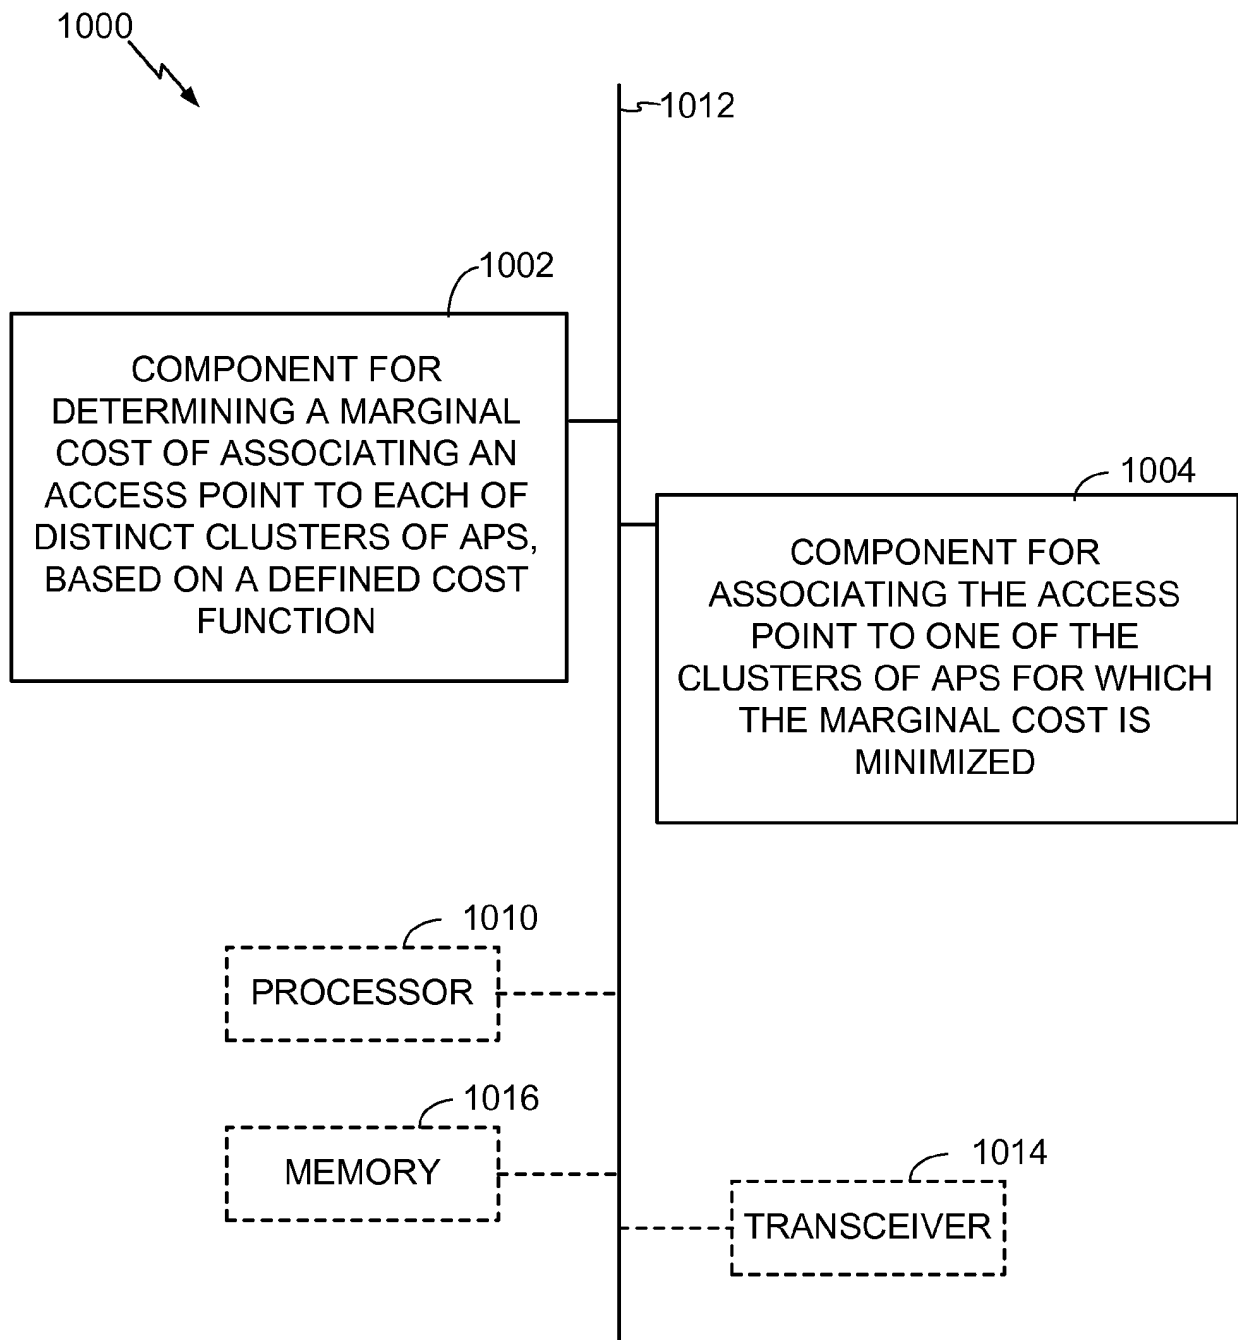 1000
1012
1002
COMPONENT FOR
DETERMINING A MARGINAL
COST OF ASSOCIATING AN
ACCESS POINT TO EACH OF
DISTINCT CLUSTERS OF APS,
BASED ON A DEFINED COST
FUNCTION
1004
COMPONENT FOR
ASSOCIATING THE ACCESS
POINT TO ONE OF THE
CLUSTERS OF APS FOR WHICH
THE MARGINAL COST IS
MINIMIZED
1010
PROCESSOR
1016
MEMORY
1014
TRANSCEIVER